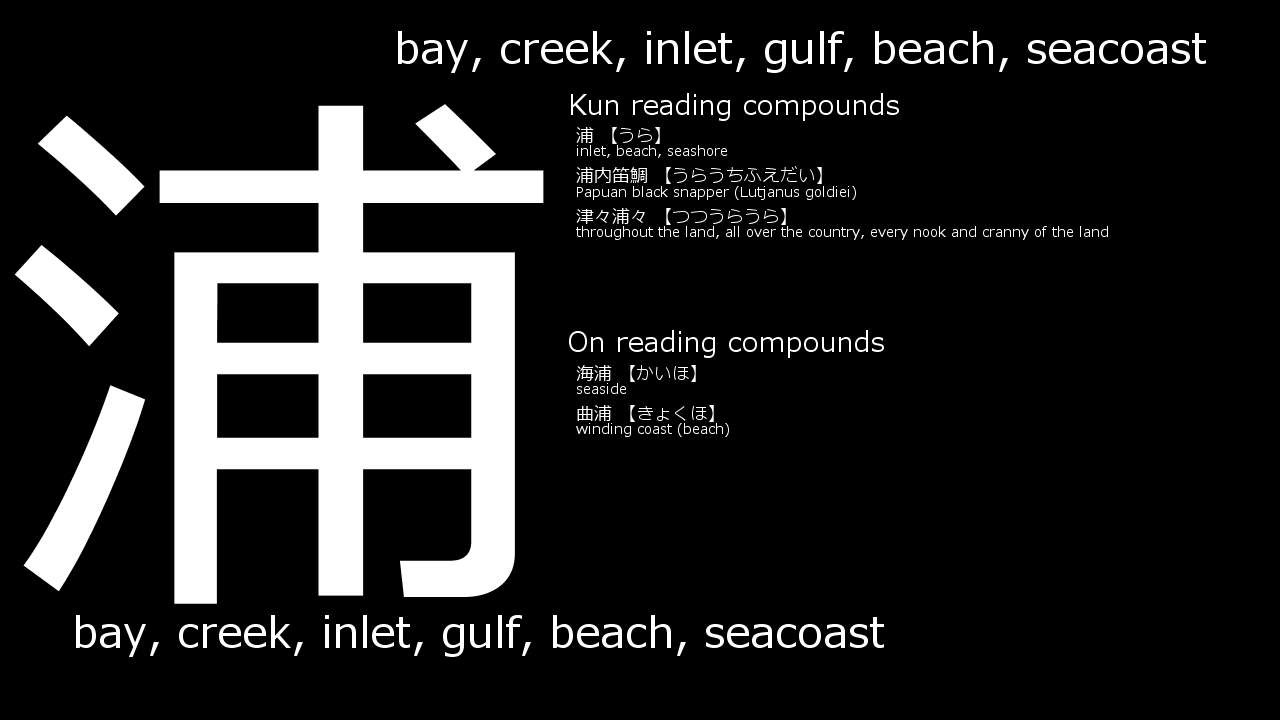 bay, creek, inlet, gulf, beach, seacoast
浦
Kun reading compounds
浦 【うら】
inlet, beach, seashore
浦内笛鯛 【うらうちふえだい】
Papuan black snapper (Lutjanus goldiei)
津々浦々 【つつうらうら】
throughout the land, all over the country, every nook and cranny of the land
On reading compounds
海浦 【かいほ】
seaside
曲浦 【きょくほ】
winding coast (beach)
bay, creek, inlet, gulf, beach, seacoast